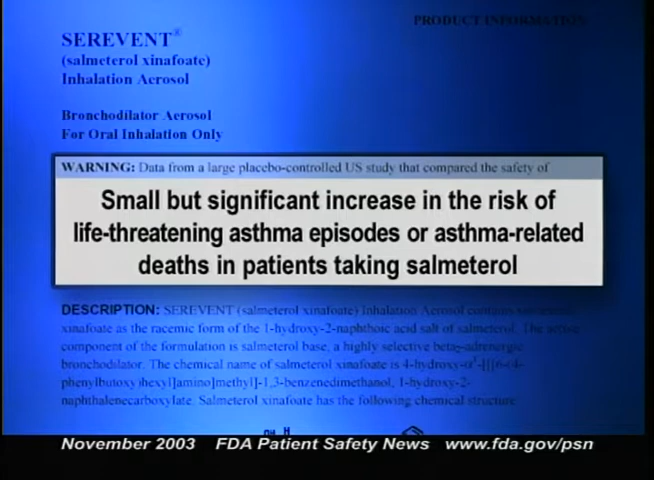 PRODUCT INFORMATION
SEREVENT®
(salmeterol xinafoate)
Inhalation Aerosol
Bronchodilator Aerosol
For Oral Inhalation Only
WARNING: Data from a large placebo-controlled US study that compared the safety of
Small but significant increase in the risk of
life-threatening asthma episodes or asthma-related
deaths in patients taking salmeterol
DESCRIPTION: SEREVENT (salmeterol xinafoate) Inhalation Aerosol contains salmeterol
xinafoate as the racemic form of the 1-hydroxy-2-naphthoic acid salt of salmeterol. The active
component of the formulation is salmeterol base, a highly selective beta2-adrenergic
bronchodilator. The chemical name of salmeterol xinafoate is 4-hydroxy-α1-[[[6-(4-
phenylbutoxy)hexyl]amino]methyl]-1,3-benzenedimethanol, 1-hydroxy-2-
naphthalenecarboxylate. Salmeterol xinafoate has the following chemical structure
OH H
November 2003 FDA Patient Safety News www.fda.gov/psn